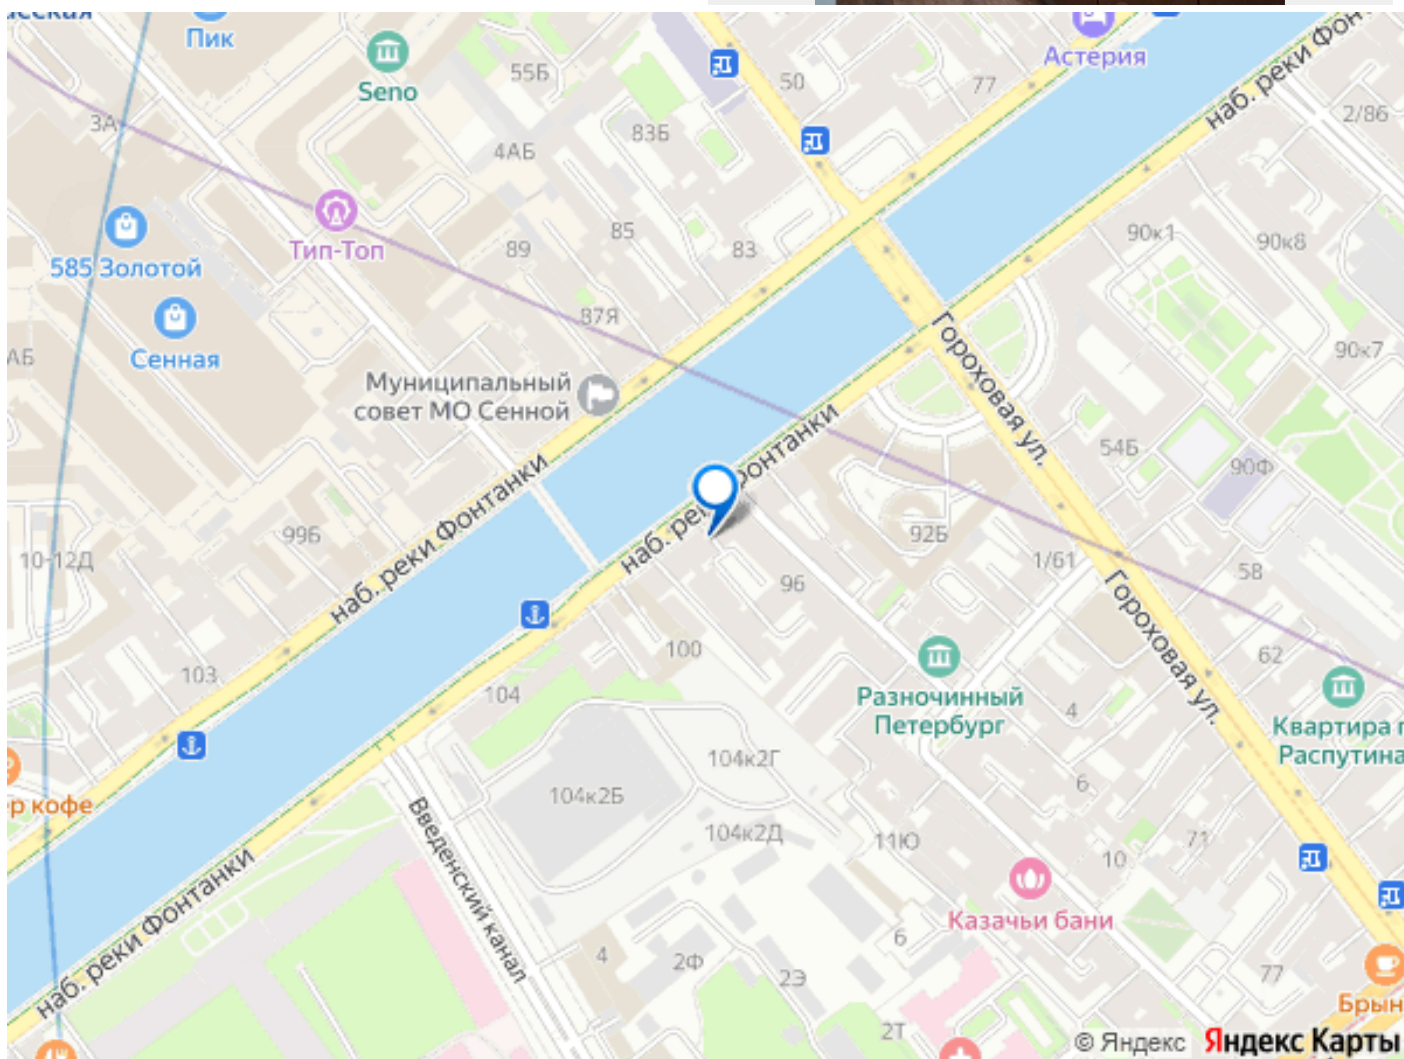 Пик
Seno
55Б
50
77
Астерия
наб. реки Фон
2/86
3А
4АБ
83Б
Тип-Топ
89
85
83
90к1
90к8
585 Золотой
87Я
Сенная
АБ
Муниципальный
совет МО Сенной
Гороховая ул.
90к7
54Б
90Ф
наб. реки Фонтанки
99Б
10-12Д
92Б
1/61
58
96
100
103
104
Разночинный
Петербург
4
Гороховая ул.
62
Квартира
Распутина
104к2Г
104к2Б
104к2Д
6
р кофе
Введенский канал
11Ю
10
71
Казачьи бани
наб. реки Фонтанки
4
2Ф
2Э
6
77
Брын
2Т
© Яндекс Яндекс Карты